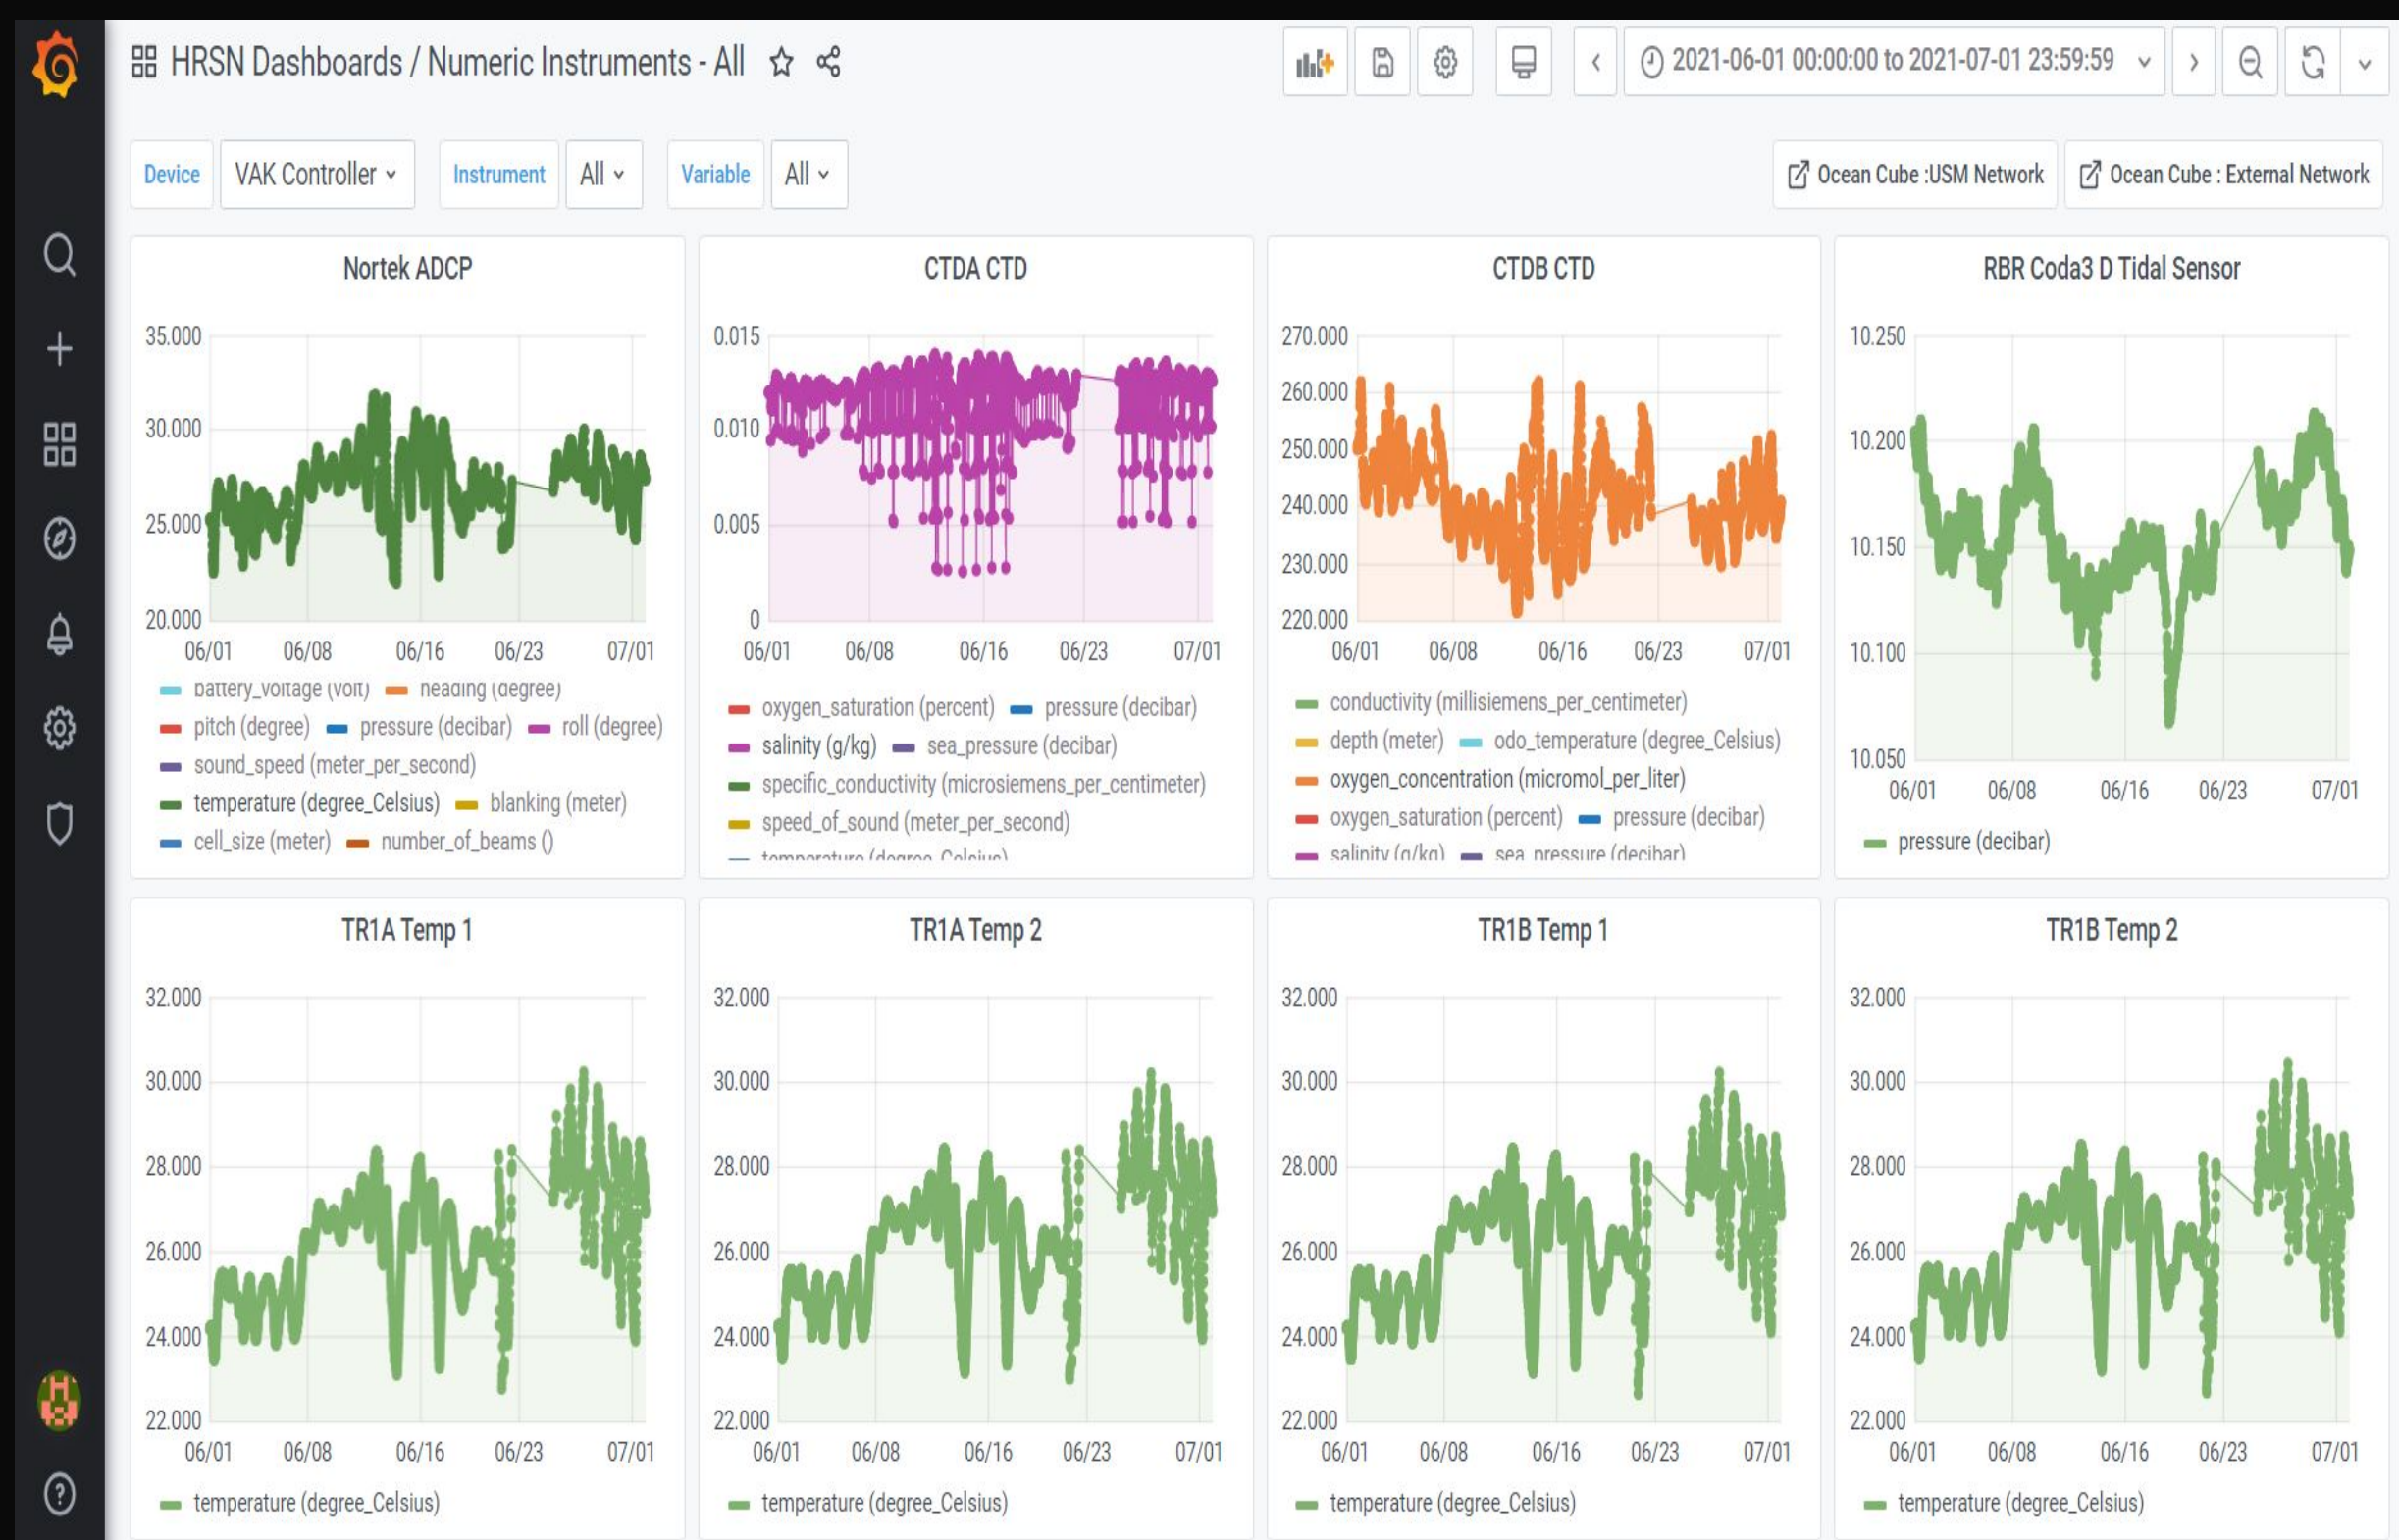 HRSN Dashboards / Numeric Instruments - All
2021-06-01 00:00:00 to 2021-07-01 23:59:59
Device VAK Controller Instrument All Variable All
Ocean Cube :USM Network Ocean Cube : External Network
Nortek ADCP
35.000
30.000
25.000
20.000
06/01 06/08 06/16 06/23 07/01
battery_voltage (volt) heading (degree)
pitch (degree) pressure (decibar) roll (degree)
sound_speed (meter_per_second)
temperature (degree_Celsius) blanking (meter)
cell_size (meter) number_of_beams ()
CTDA CTD
0.015
0.010
0.005
0
06/01 06/08 06/16 06/23 07/01
oxygen_saturation (percent) pressure (decibar)
salinity (g/kg) sea_pressure (decibar)
specific_conductivity (microsiemens_per_centimeter)
speed_of_sound (meter_per_second)
temperature (degree_Celsius)
CTDB CTD
270.000
260.000
250.000
240.000
230.000
220.000
06/01 06/08 06/16 06/23 07/01
conductivity (millisiemens_per_centimeter)
depth (meter) odo_temperature (degree_Celsius)
oxygen_concentration (micromol_per_liter)
oxygen_saturation (percent) pressure (decibar)
salinity (g/kg) sea_pressure (decibar)
RBR Coda3 D Tidal Sensor
10.250
10.200
10.150
10.100
10.050
06/01 06/08 06/16 06/23 07/01
pressure (decibar)
TR1A Temp 1
32.000
30.000
28.000
26.000
24.000
22.000
06/01 06/08 06/16 06/23 07/01
temperature (degree_Celsius)
TR1A Temp 2
32.000
30.000
28.000
26.000
24.000
22.000
06/01 06/08 06/16 06/23 07/01
temperature (degree_Celsius)
TR1B Temp 1
32.000
30.000
28.000
26.000
24.000
22.000
06/01 06/08 06/16 06/23 07/01
temperature (degree_Celsius)
TR1B Temp 2
32.000
30.000
28.000
26.000
24.000
22.000
06/01 06/08 06/16 06/23 07/01
temperature (degree_Celsius)